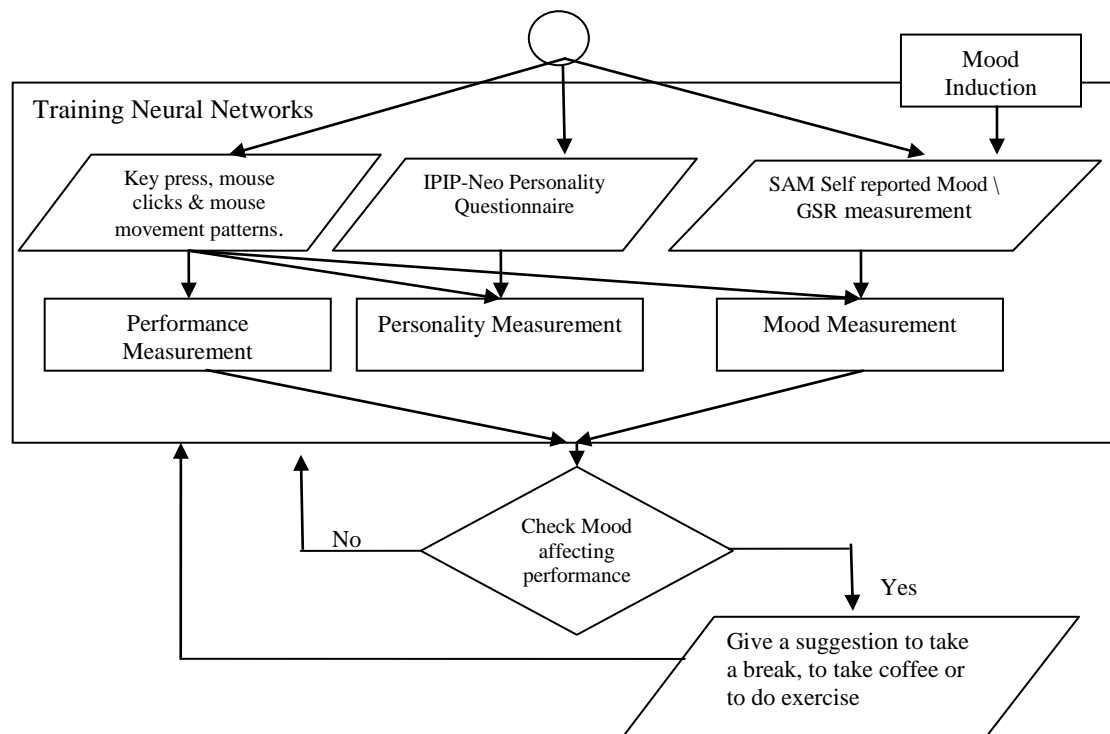 Mood
Induction
Training Neural Networks
Key press, mouse
clicks & mouse
movement patterns.
IPIP-Neo Personality
Questionnaire
SAM Self reported Mood \
GSR measurement
Performance
Measurement
Personality Measurement
Mood Measurement
Check Mood
affecting
performance
No
Yes
Give a suggestion to take
a break, to take coffee or
to do exercise